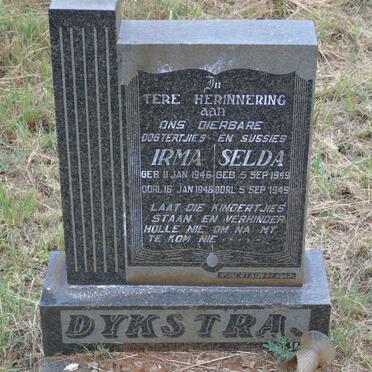 In
TERE HERINNERING
aan
ONS DIERBARE
DOGTERTJIES EN SUSSIES
IRMA SELDA
GEB 11 JAN 1946 GEB 5 SEP 1949
OORL 16 JAN 1946 OORL 5 SEP 1949
LAAT DIE KINDERTJIES
STAAN EN VERHINDER
HULLE NIE OM NA MY
TE KOM NIE
DYKSTRA